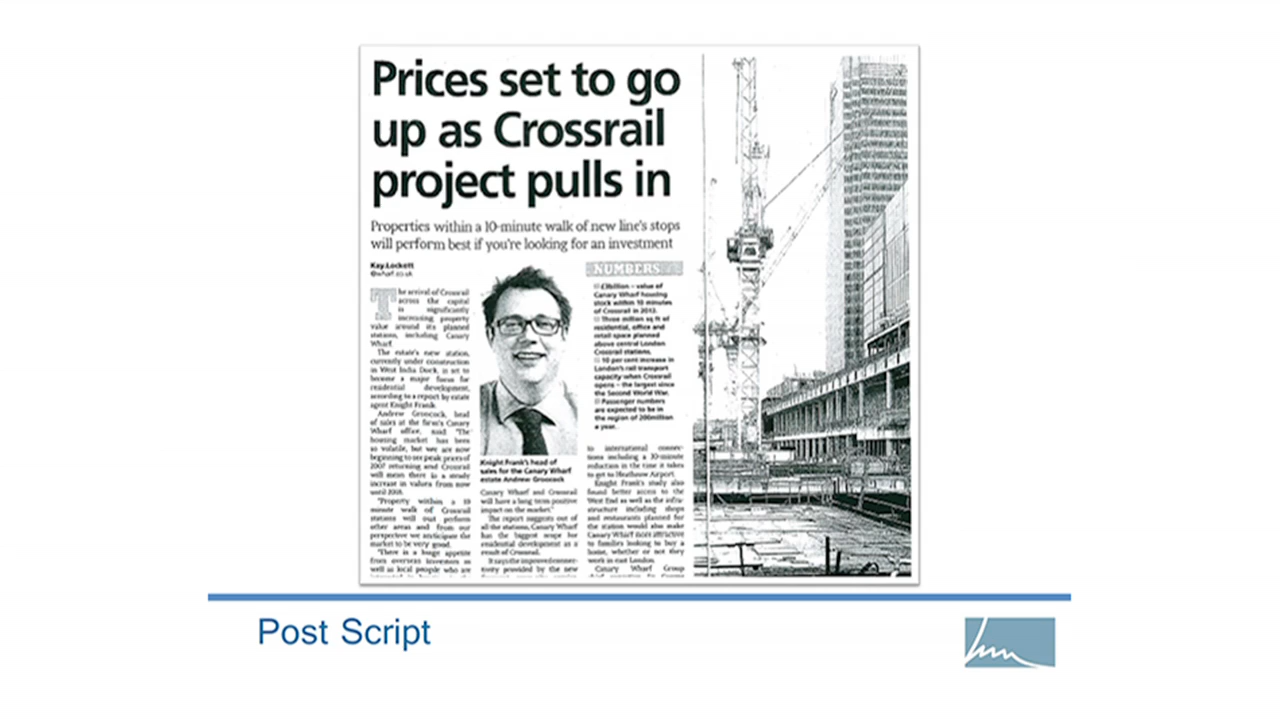 Prices set to go
up as Crossrail
project pulls in
Properties within a 10-minute walk of new line's stops
will perform best if you're looking for an investment
Kay.Lockett
@wharf.co.uk
The arrival of Crossrail
across the capital
is significantly
increasing property
value around its planned
stations, including Canary
Wharf.
The estate's new station,
currently under construction
in West India Dock, is set to
become a major focus for
residential development,
according to a report by estate
agent Knight Frank.
Andrew Groocock, head
of sales at the firm's Canary
Wharf office, said "The
housing market has been
so volatile, but we are now
beginning to see peak prices of
2007 returning and Crossrail
will mean there is a steady
increase in values from now
until 2018.
"Property within a 10
minute walk of Crossrail
stations will out perform
other areas and from our
perspective we anticipate the
market to be very good.
"There is a huge appetite
from overseas investors as
well as local people who are
Knight Frank's head of
sales for the Canary Wharf
estate Andrew Groocock
Canary Wharf and Crossrail
will have a long term positive
impact on the market."
The report suggests out of
all the stations, Canary Wharf
has the biggest scope for
residential development as a
result of Crossrail.
It says the improved connec-
tivity provided by the new
NUMBERS
– value of
Canary Wharf housing
stock within 10 minutes
of Crossrail in 2012.
Three million sq ft of
residential, office and
retail space planned
above central London
Crossrail stations.
10 per cent increase in
London's rail transport
capacity when Crossrail
opens – the largest since
the Second World War.
Passenger numbers
are expected to be in
the region of 200million
a year.
to international connec-
tions including a 30-minute
reduction in the time it takes
to get to Heathrow Airport.
Knight Frank's study also
found better access to the
West End as well as the infra-
structure including shops
and restaurants planned for
the station would also make
Canary Wharf more attractive
to families looking to buy a
home, whether or not they
work in east London.
Canary Wharf Group
Post Script